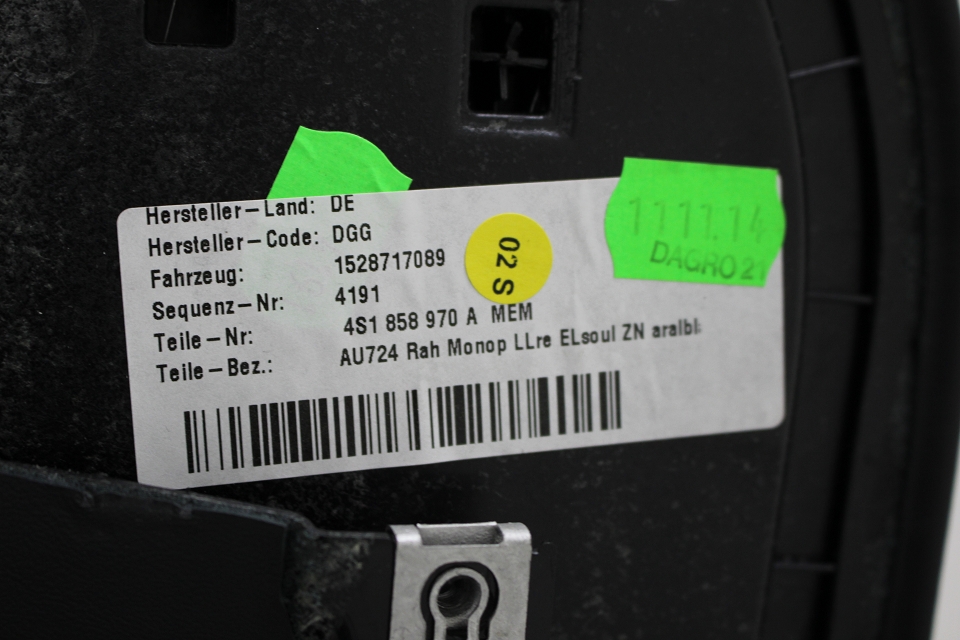 Hersteller-Land: DE
Hersteller-Code: DGG
Fahrzeug: 1528717089
Sequenz-Nr: 4191
Teile-Nr: 4S1 858 970 A MEM
Teile-Bez.: AU724 Rah Monop LLre ELsoul ZN
02 S
1111.14
DAGRO 21